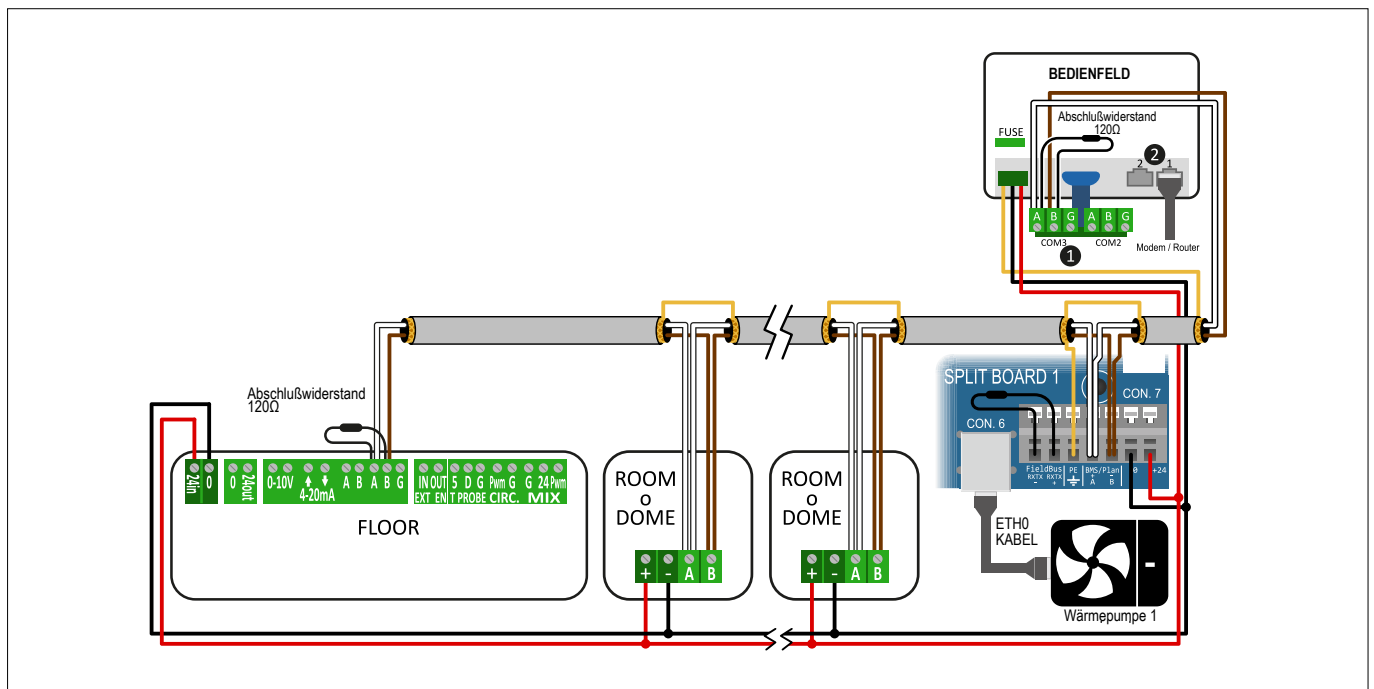 BEDIENFELD
Abschlußwiderstand
120Ω
FUSE
2
2 1
A B G A B G
COM3 COM2
1
Modem / Router
SPLIT BOARD 1
CON. 7
CON. 6
FieldBus PE BMS/Plan 0 +24
RXTX RXTX A B
- +
ETH0
KABEL
Wärmepumpe 1
Abschlußwiderstand
120Ω
24in 0 0 24out 0-10V 4-20mA A B A B G IN OUT 5 D G Pwm G G 24 Pwm
EXT EN T PROBE CIRC. MIX
FLOOR
ROOM
o
DOME
+ - A B
ROOM
o
DOME
+ - A B